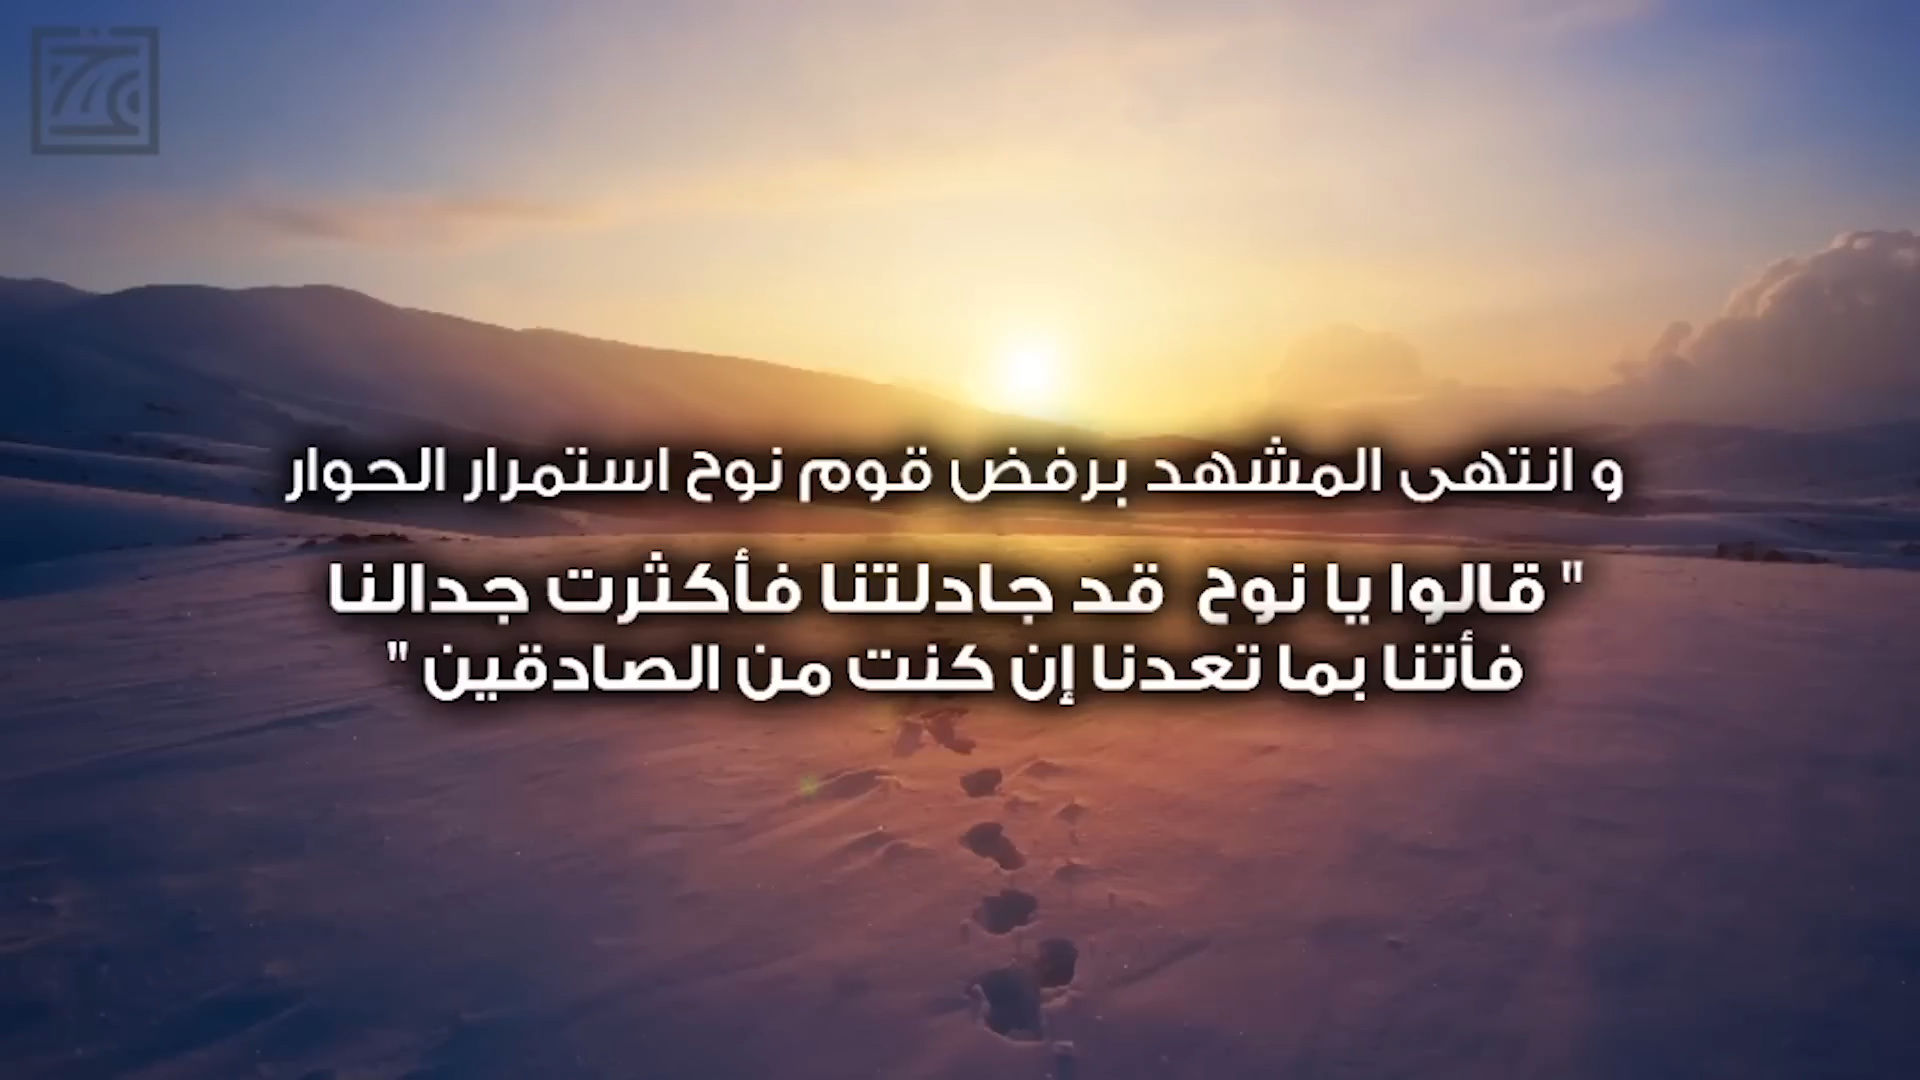 و انتهى المشهد برفض قوم نوح استمرار الحوار
" قالوا يا نوح قد جادلتنا فأكثرت جدالنا
فأتنا بما تعدنا إن كنت من الصادقين "